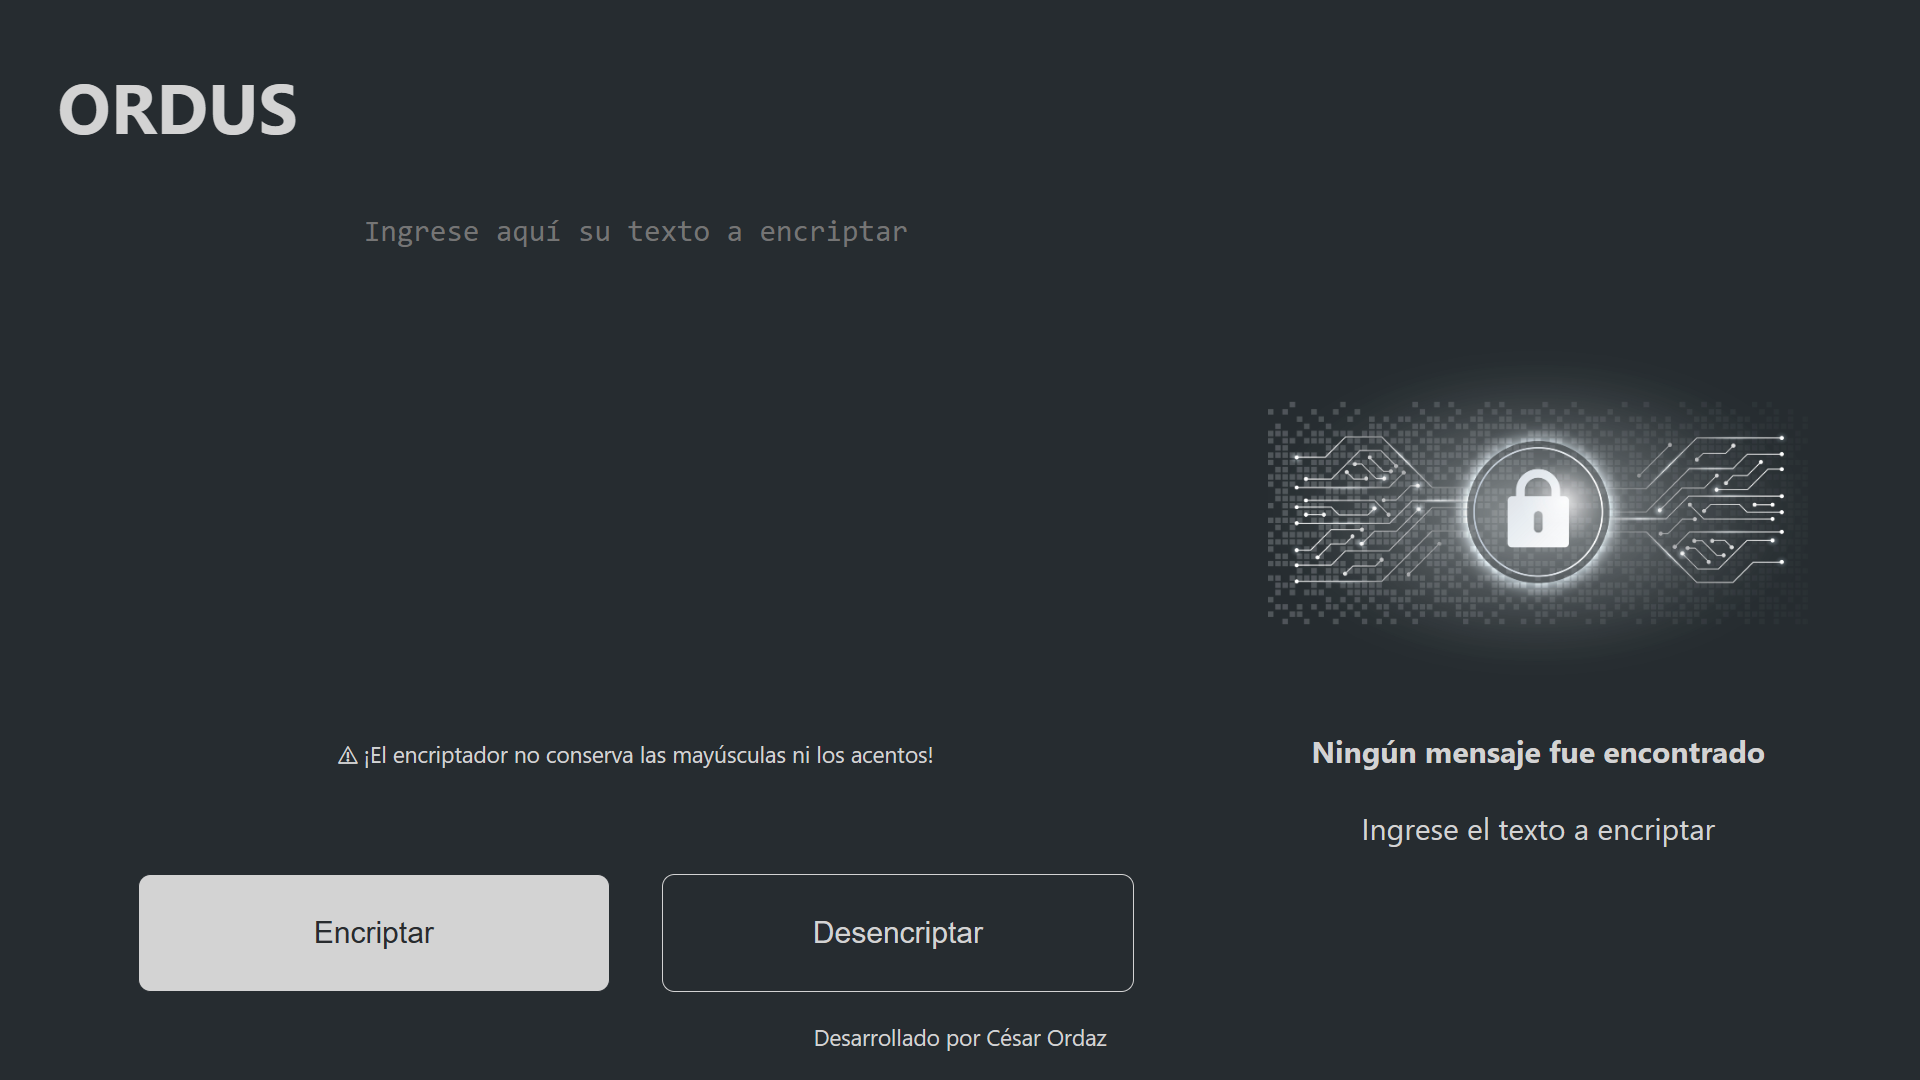 ORDUS
Ingrese aquí su texto a encriptar
⚠ ¡El encriptador no conserva las mayúsculas ni los acentos!
Encriptar
Desencriptar
Ningún mensaje fue encontrado
Ingrese el texto a encriptar
Desarrollado por César Ordaz